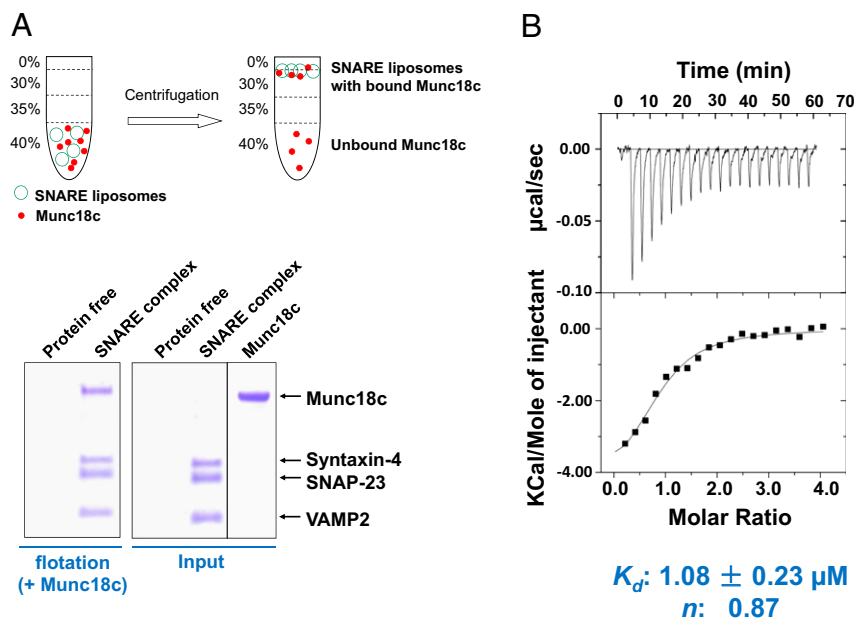 A
0%
30%
35%
40%
Centrifugation
0%
30%
35%
40%
SNARE liposomes
with bound Munc18c
Unbound Munc18c
SNARE liposomes
Munc18c
Protein free
SNARE complex
Protein free
SNARE complex
Munc18c
Munc18c
Syntaxin-4
SNAP-23
VAMP2
flotation
(+ Munc18c)
Input
B
Time (min)
0 10 20 30 40 50 60 70
µcal/sec
0.00
-0.05
-0.10
KCal/Mole of injectant
0.00
-2.00
-4.00
0.0 1.0 2.0 3.0 4.0
Molar Ratio
Kd: 1.08 ± 0.23 µM
n: 0.87